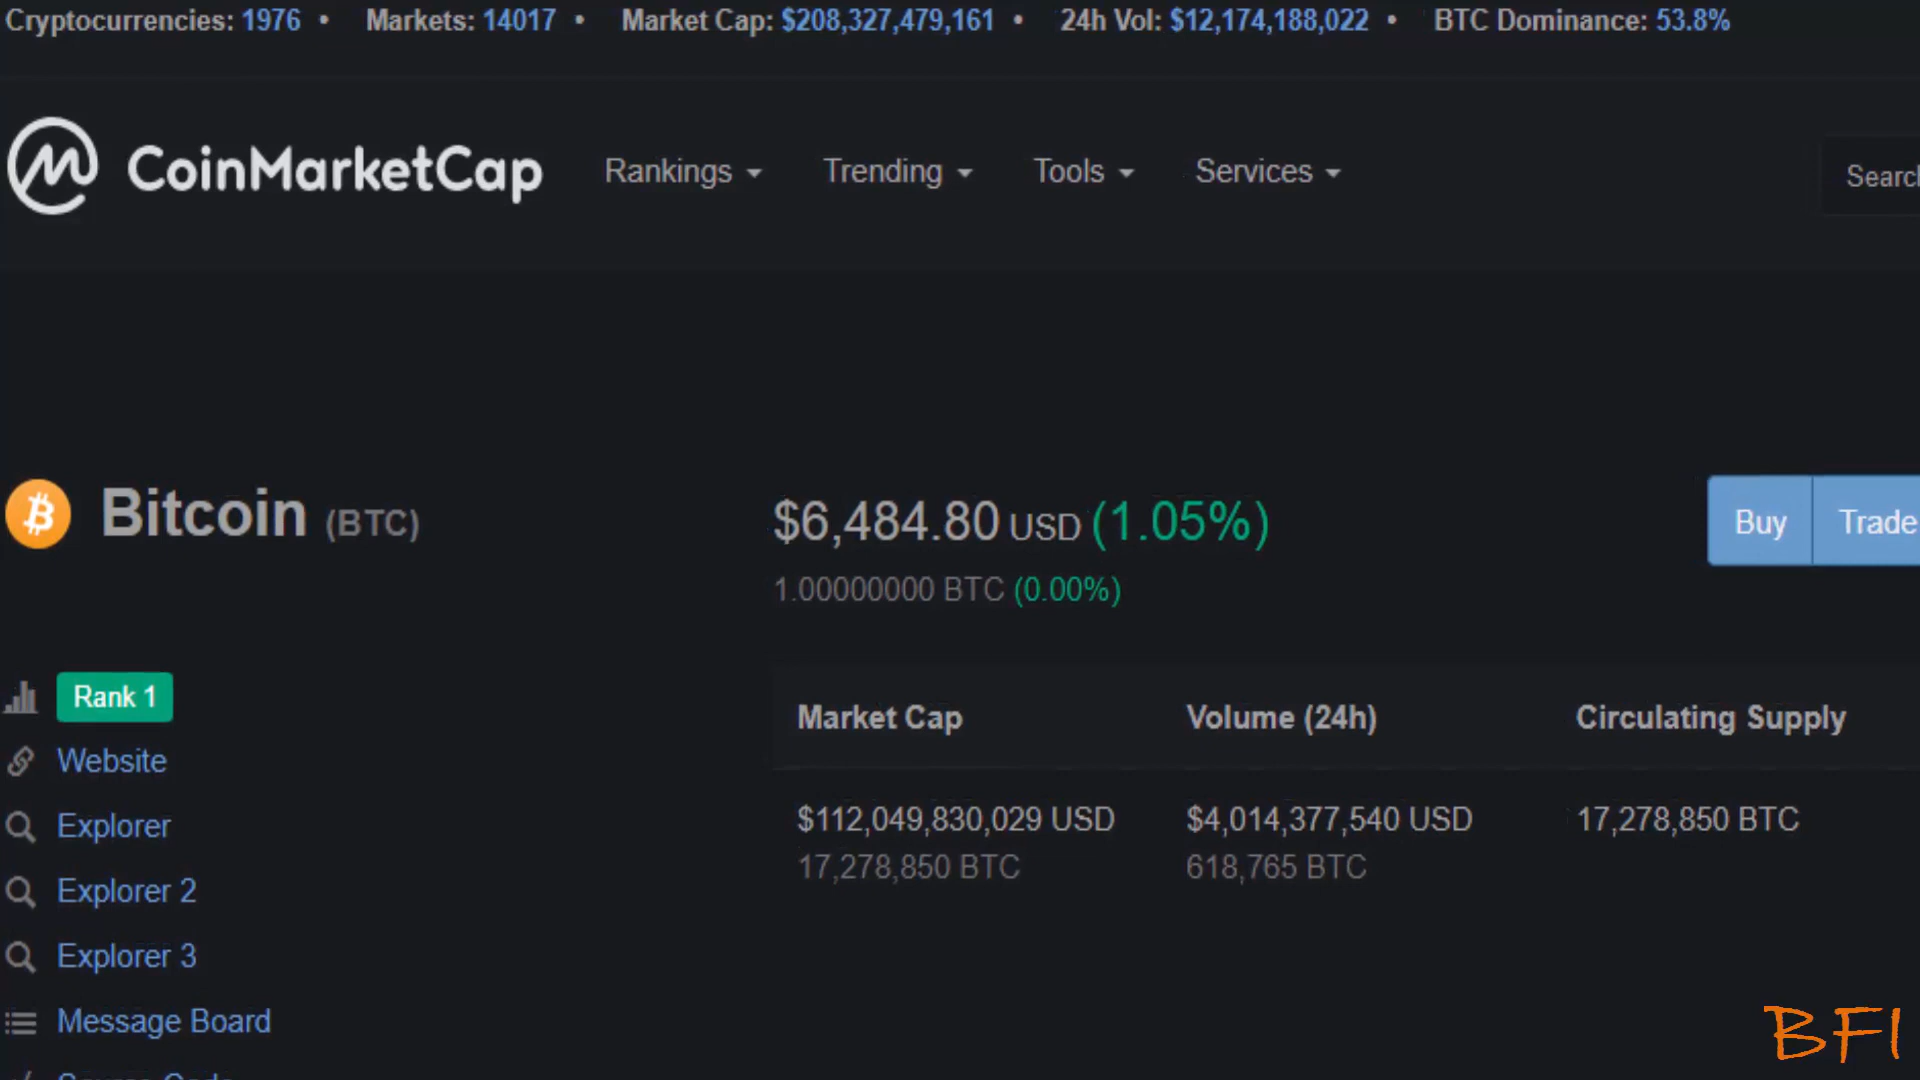 Cryptocurrencies: 1976 • Markets: 14017 • Market Cap: $208,327,479,161 • 24h Vol: $12,174,188,022 • BTC Dominance: 53.8%
CoinMarketCap Rankings Trending Tools Services Search
Bitcoin (BTC) $6,484.80 USD (1.05%) Buy Trade
1.00000000 BTC (0.00%)
Rank 1
Market Cap Volume (24h) Circulating Supply
Website
$112,049,830,029 USD $4,014,377,540 USD 17,278,850 BTC
Explorer
17,278,850 BTC 618,765 BTC
Explorer 2
Explorer 3
Message Board
BFI